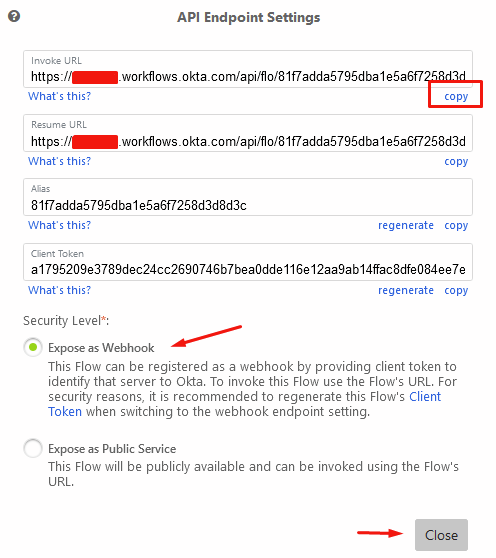 ?
API Endpoint Settings
Invoke URL
https:// .workflows.okta.com/api/flo/81f7adda5795dba1e5a6f7258d3d
What's this? copy
Resume URL
https:// .workflows.okta.com/api/flo/81f7adda5795dba1e5a6f7258d3d
What's this? copy
Alias
81f7adda5795dba1e5a6f7258d3d8d3c
What's this? regenerate copy
Client Token
a1795209e3789dec24cc2690746b7bea0dde116e12aa9ab14ffac8dfe084ee7e
What's this? regenerate copy
Security Level*:
Expose as Webhook
This Flow can be registered as a webhook by providing client token to
identify that server to Okta. To invoke this Flow use the Flow's URL. For
security reasons, it is recommended to regenerate this Flow's Client
Token when switching to the webhook endpoint setting.
Expose as Public Service
This Flow will be publicly available and can be invoked using the Flow's
URL.
Close